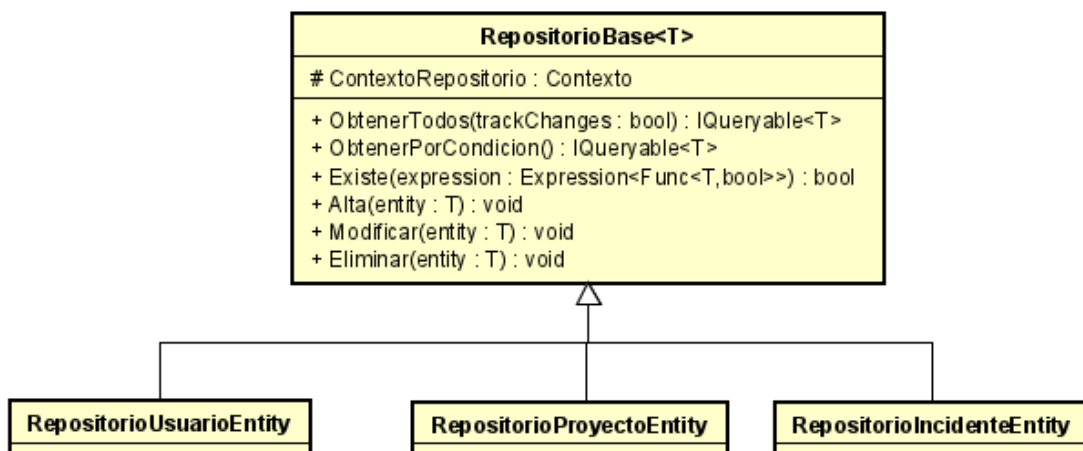 RepositorioBase<T>
# ContextoRepositorio : Contexto
+ ObtenerTodos(trackChanges : bool) : IQueryable<T>
+ ObtenerPorCondicion() : IQueryable<T>
+ Existe(expression : Expression<Func<T,bool>>) : bool
+ Alta(entity : T) : void
+ Modificar(entity : T) : void
+ Eliminar(entity : T) : void
RepositorioUsuarioEntity
RepositorioProyectoEntity
RepositorioIncidenteEntity